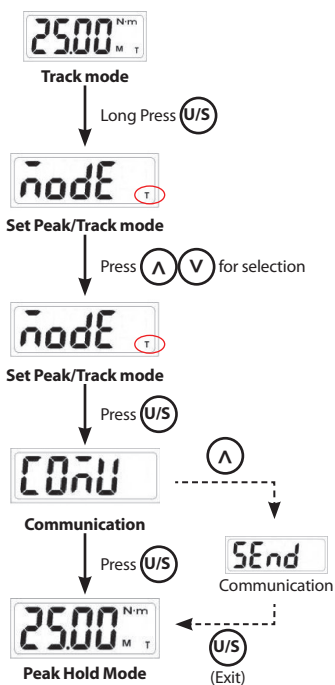 25.00 N·m
M T
Track mode
Long Press U/S
modE T
Set Peak/Track mode
Press ∧ ∨ for selection
modE T
Set Peak/Track mode
Press U/S
COmU
∧
Communication
SEnd
Communication
Press U/S
25.00 N·m
M T
U/S
Peak Hold Mode
(Exit)